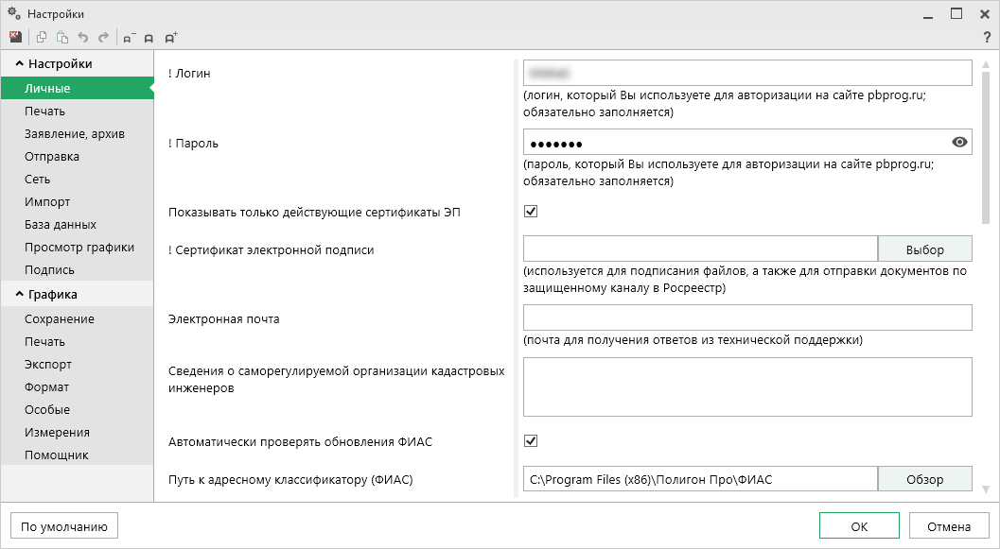 Настройки
?
Настройки
Личные
Печать
Заявление, архив
Отправка
Сеть
Импорт
База данных
Просмотр графики
Подпись
Графика
Сохранение
Печать
Экспорт
Формат
Особые
Измерения
Помощник
! Логин
(логин, который Вы используете для авторизации на сайте pbprog.ru;
обязательно заполняется)
! Пароль
●●●●●●●
(пароль, который Вы используете для авторизации на сайте pbprog.ru;
обязательно заполняется)
Показывать только действующие сертификаты ЭП
! Сертификат электронной подписи
Выбор
(используется для подписания файлов, а также для отправки документов по
защищенному каналу в Росреестр)
Электронная почта
(почта для получения ответов из технической поддержки)
Сведения о саморегулируемой организации кадастровых
инженеров
Автоматически проверять обновления ФИАС
Путь к адресному классификатору (ФИАС)
C:\Program Files (x86)\Полигон Про\ФИАС
Обзор
По умолчанию
ОК
Отмена